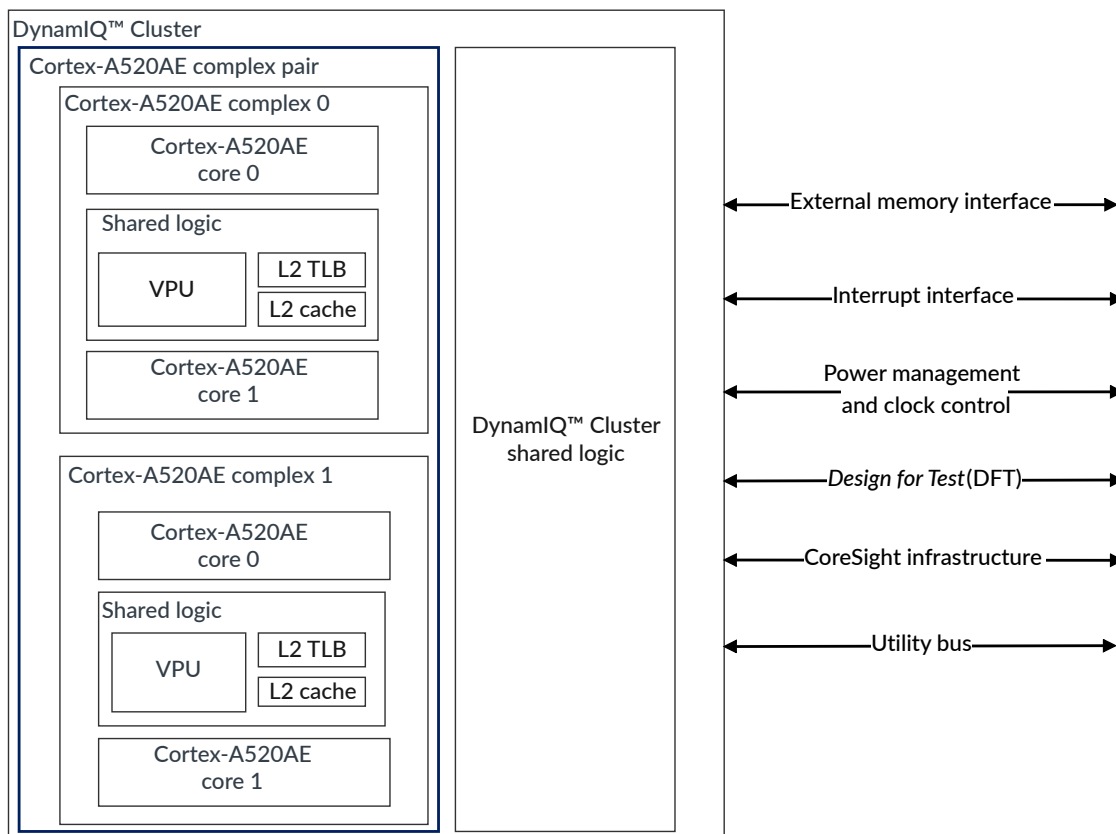 DynamIQ™ Cluster
Cortex-A520AE complex pair
Cortex-A520AE complex 0
Cortex-A520AE
core 0
Shared logic
VPU
L2 TLB
L2 cache
Cortex-A520AE
core 1
Cortex-A520AE complex 1
Cortex-A520AE
core 0
Shared logic
VPU
L2 TLB
L2 cache
Cortex-A520AE
core 1
DynamIQ™ Cluster
shared logic
External memory interface
Interrupt interface
Power management
and clock control
Design for Test(DFT)
CoreSight infrastructure
Utility bus